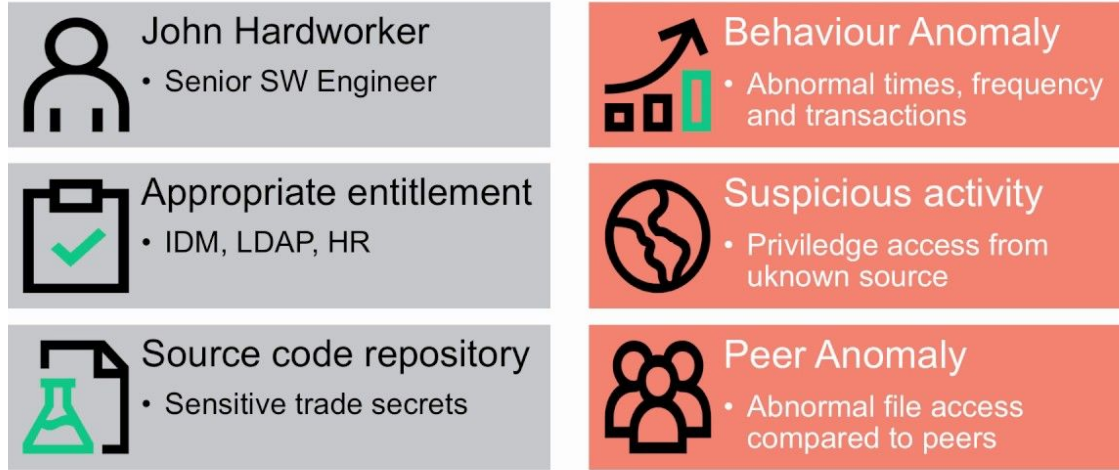 John Hardworker
• Senior SW Engineer
Appropriate entitlement
• IDM, LDAP, HR
Source code repository
• Sensitive trade secrets
Behaviour Anomaly
• Abnormal times, frequency
and transactions
Suspicious activity
• Priviledge access from
uknown source
Peer Anomaly
• Abnormal file access
compared to peers